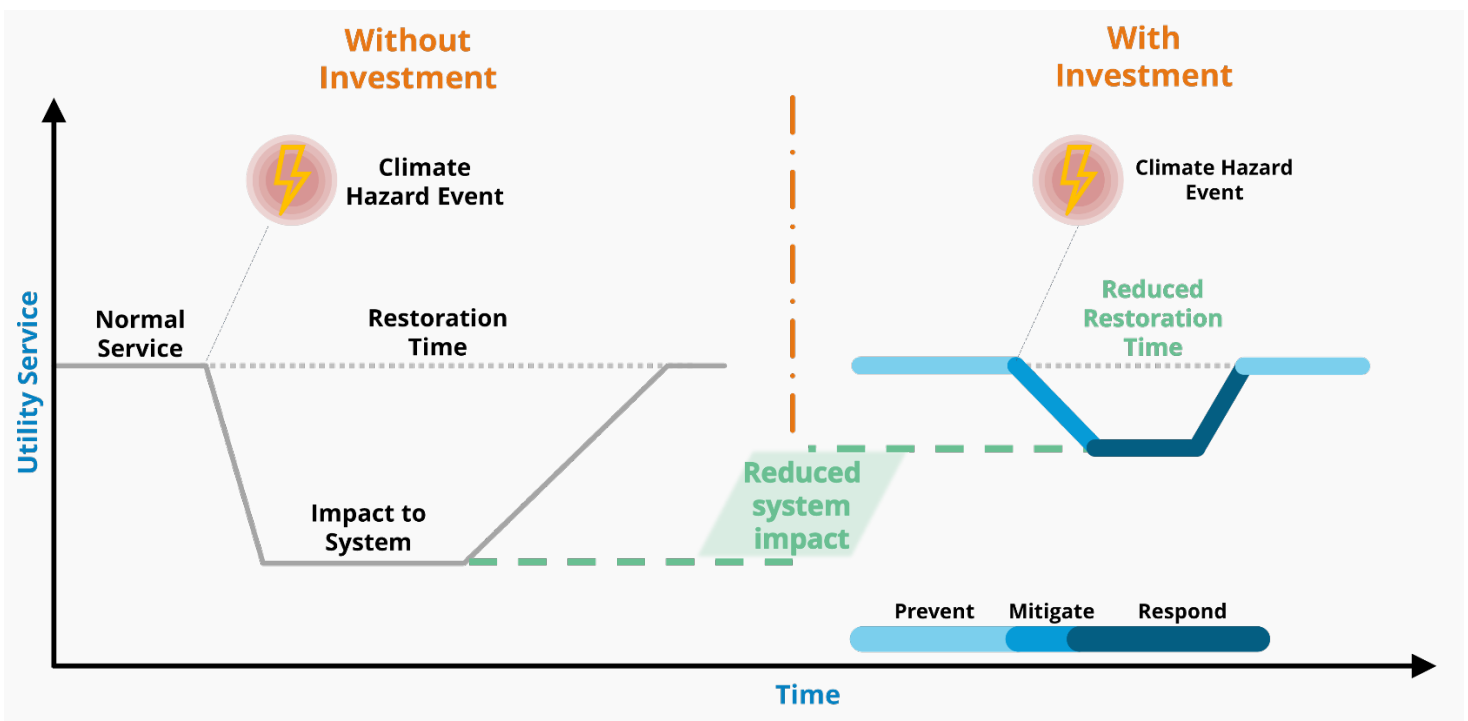 Without
Investment
With
Investment
Climate
Hazard Event
Climate Hazard
Event
Normal
Service
Restoration
Time
Reduced
Restoration
Time
Utility Service
Impact to
System
Reduced
system
impact
Prevent
Mitigate
Respond
Time